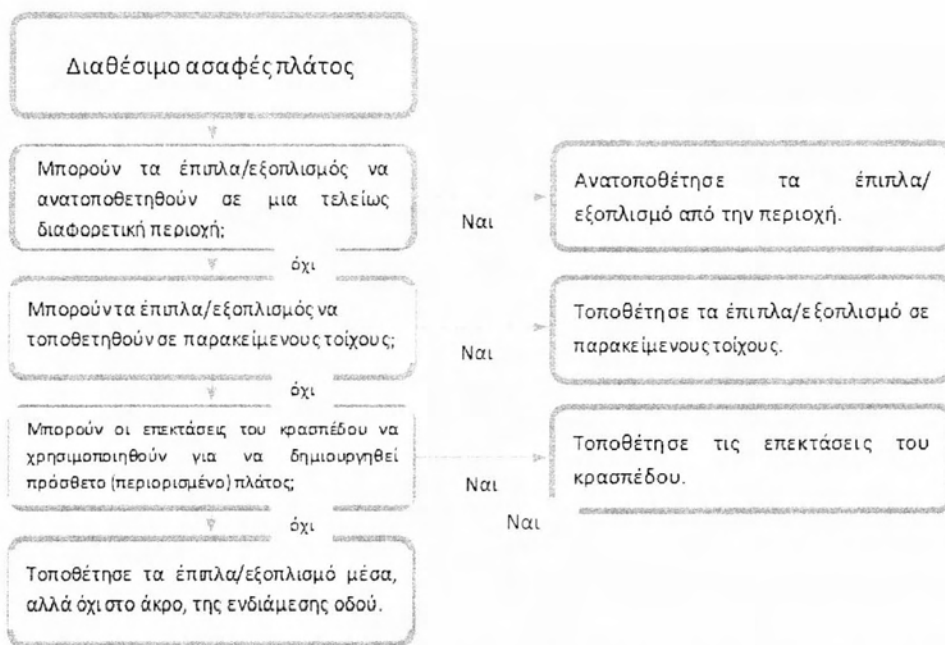 Διαθέσιμο ασαφές πλάτος
Μπορούν τα έπιπλα/εξοπλισμός να
ανατοποθετηθούν σε μια τελείως
διαφορετική περιοχή;
Ναι
Ανατοποθέτησε τα έπιπλα/
εξοπλισμό από την περιοχή.
όχι
Μπορούν τα έπιπλα/εξοπλισμός να
τοποθετηθούν σε παρακείμενους τοίχους;
Ναι
Τοποθέτησε τα έπιπλα/εξοπλισμό σε
παρακείμενους τοίχους.
όχι
Μπορούν οι επεκτάσεις του κρασπέδου να
χρησιμοποιηθούν για να δημιουργηθεί
πρόσθετο (περιορισμένο) πλάτος;
Ναι
Τοποθέτησε τις επεκτάσεις του
κρασπέδου.
Ναι
όχι
Τοποθέτησε τα έπιπλα/εξοπλισμό μέσα,
αλλά όχι στο άκρο, της ενδιάμεσης οδού.